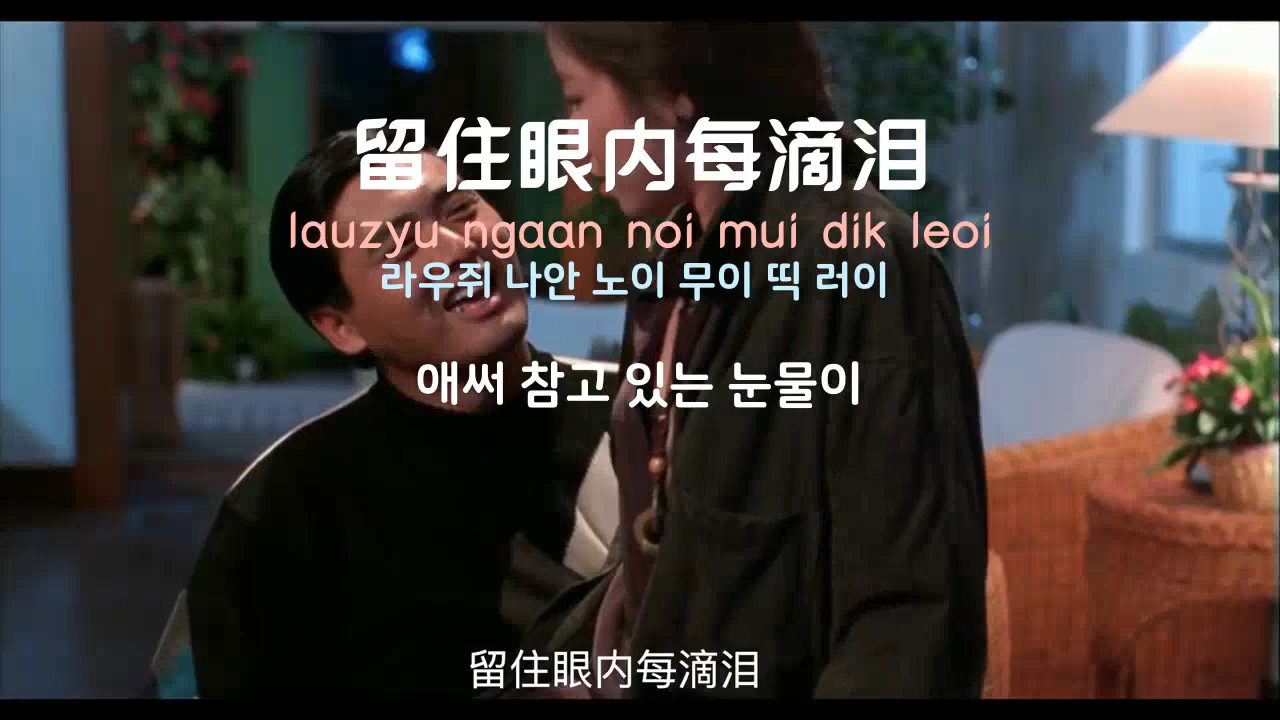 留住眼内每滴泪
lauzyu ngaan noi mui dik leoi
라우쥐 나안 노이 무이 띡 러이
애써 참고 있는 눈물이
留住眼内每滴泪